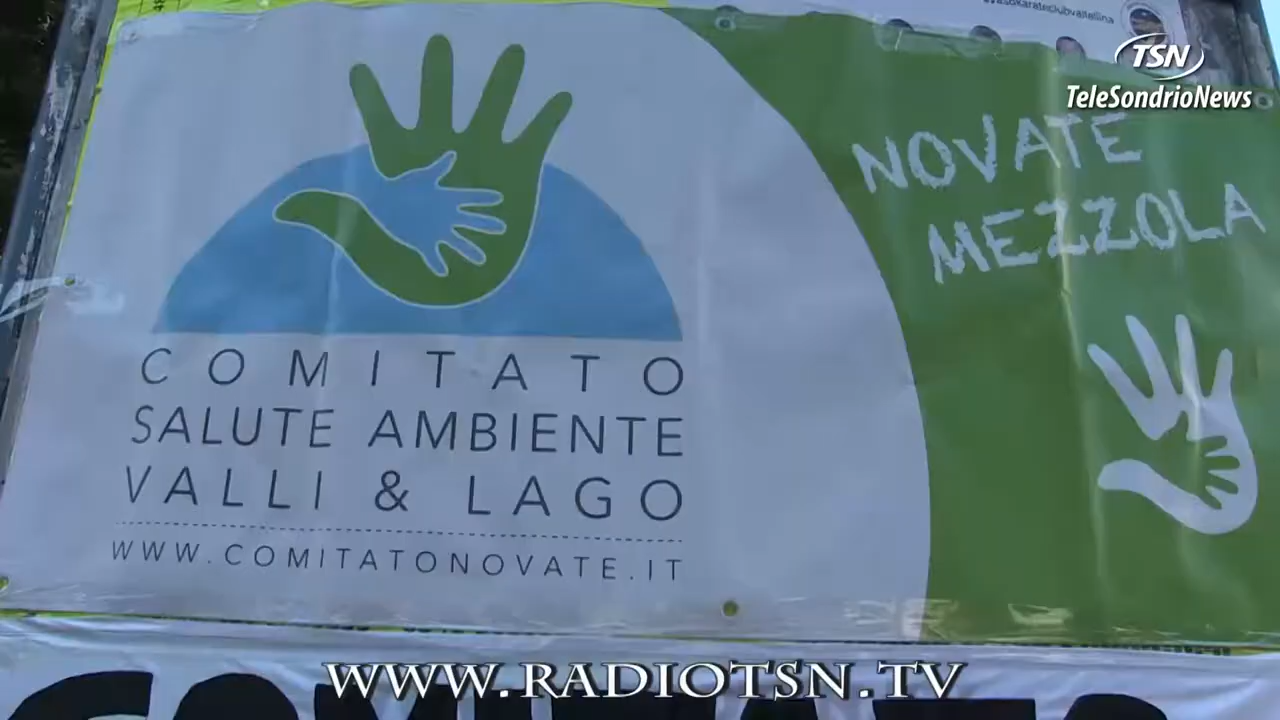 TSN
TeleSondrioNews
NOVATE
MEZZOLA
COMITATO
SALUTE AMBIENTE
VALLI & LAGO
WWW.COMITATONOVATE.IT
WWW.RADIOTSN.TV